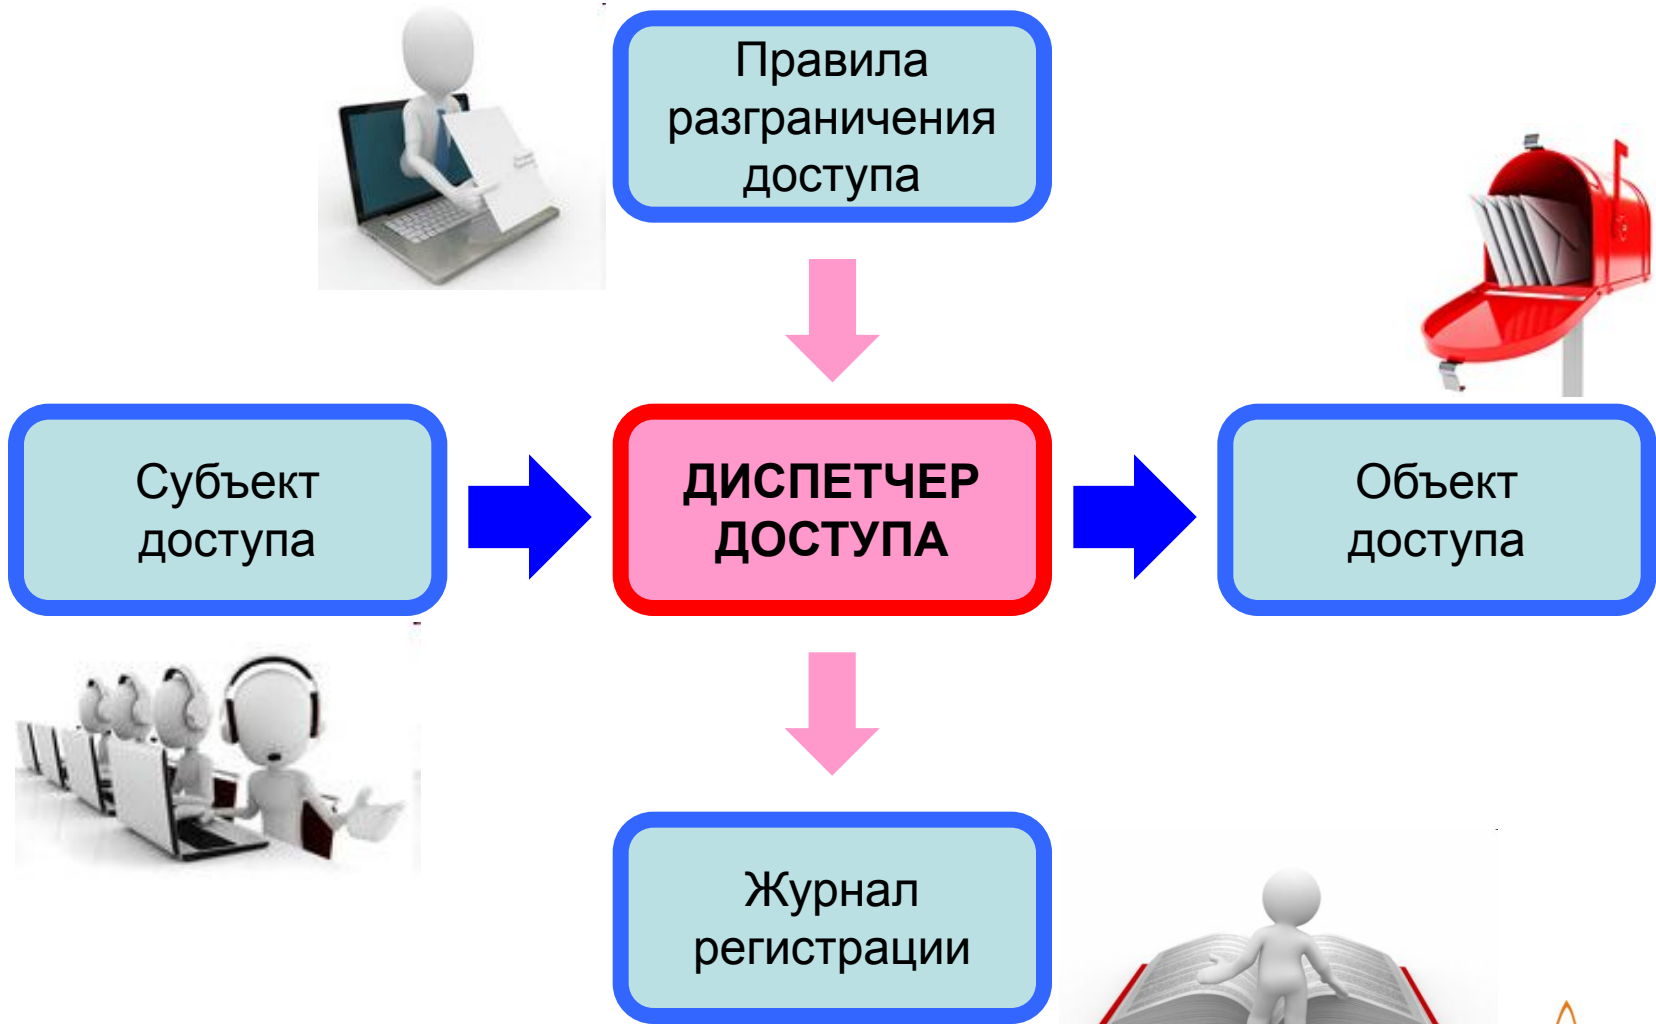 Правила
разграничения
доступа
Субъект
доступа
ДИСПЕТЧЕР
ДОСТУПА
Объект
доступа
Журнал
регистрации